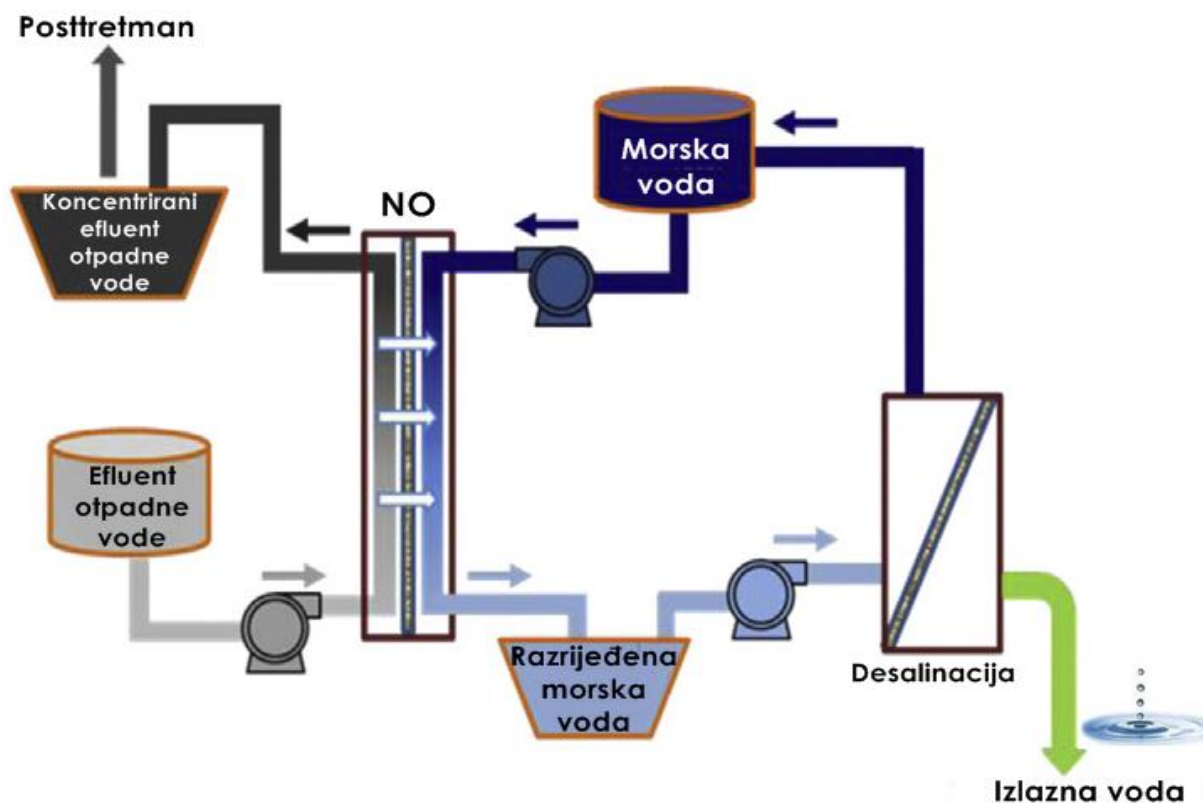 Posttretman
Morska
voda
Koncentrirani
efluent
otpadne
vode
NO
Efluent
otpadne
vode
Razrijeđena
morska
voda
Desalinacija
Izlazna voda